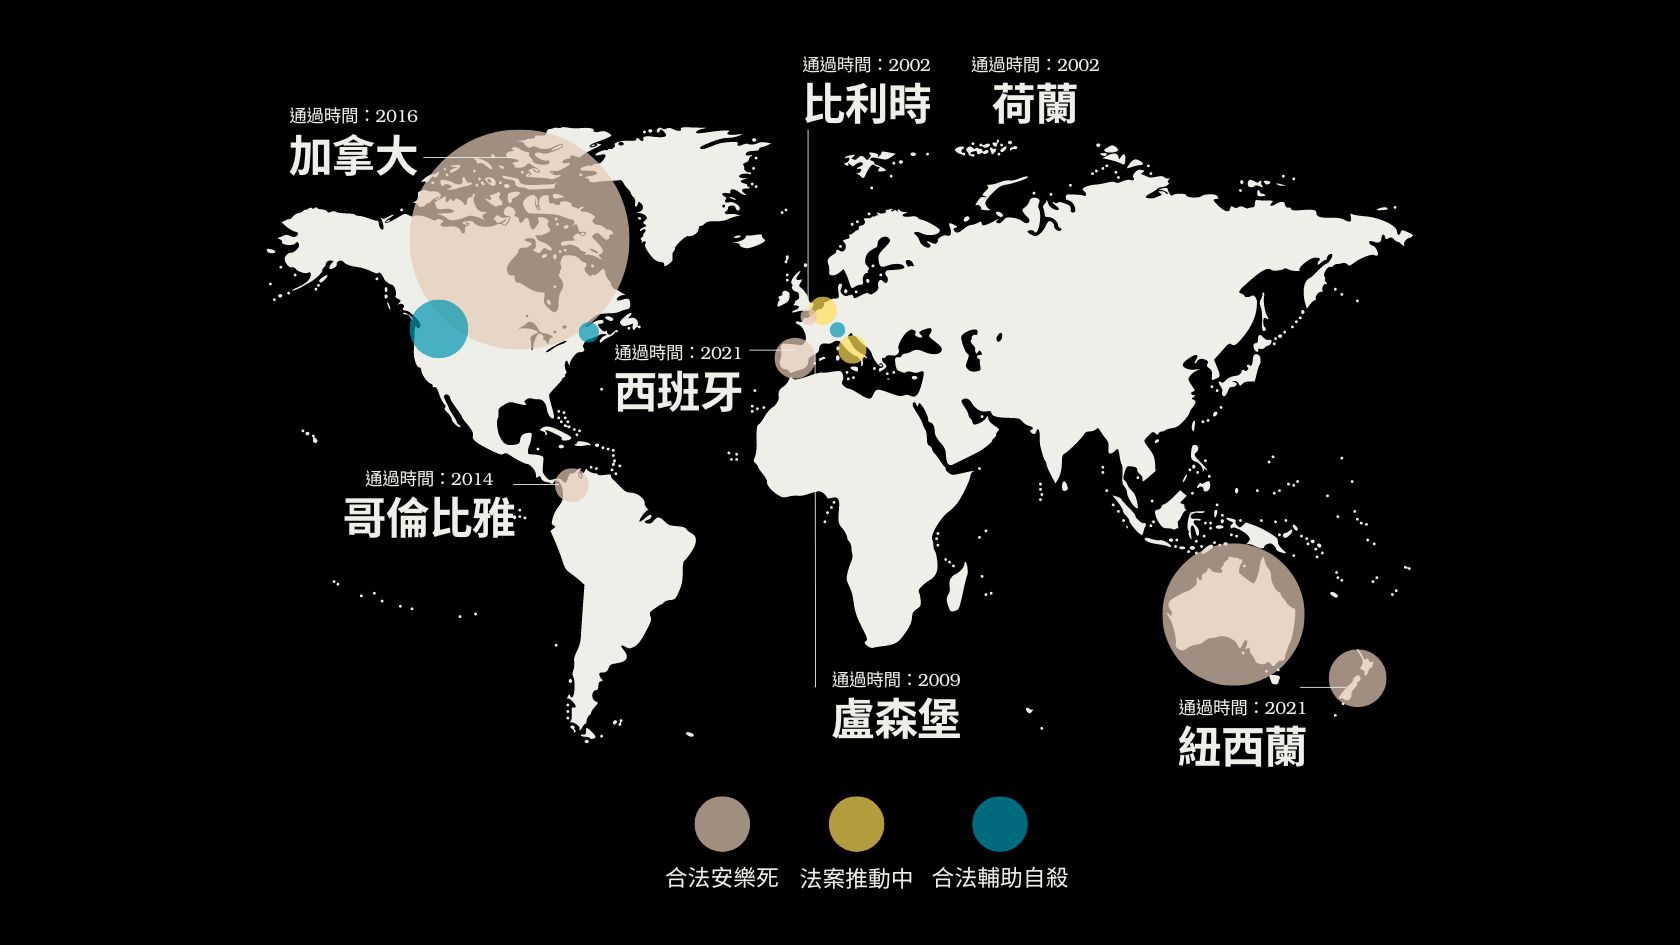 通過時間：2002
比利時
通過時間：2002
荷蘭
通過時間：2016
加拿大
通過時間：2021
西班牙
通過時間：2014
哥倫比雅
通過時間：2009
盧森堡
通過時間：2021
紐西蘭
合法安樂死
法案推動中
合法輔助自殺